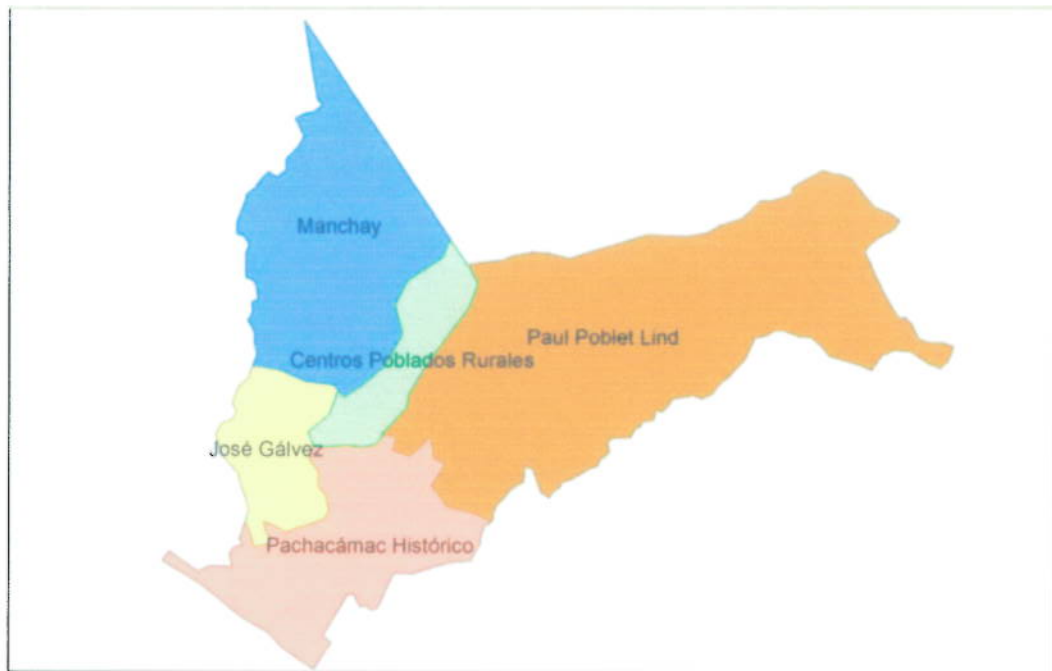 Manchay
Paul Poblet Lind
Centros Poblados Rurales
José Gálvez
Pachacámac Histórico